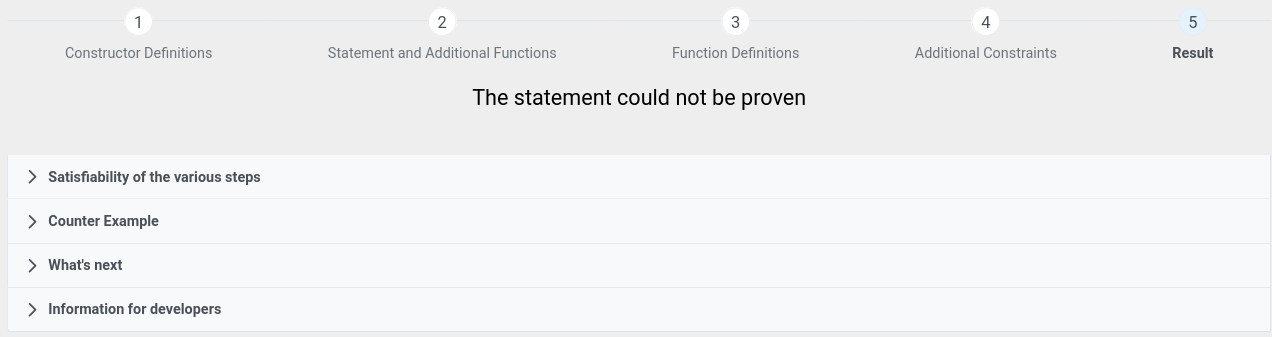 1 2 3 4 5
Constructor Definitions Statement and Additional Functions Function Definitions Additional Constraints Result
The statement could not be proven
Satisfiability of the various steps
Counter Example
What's next
Information for developers